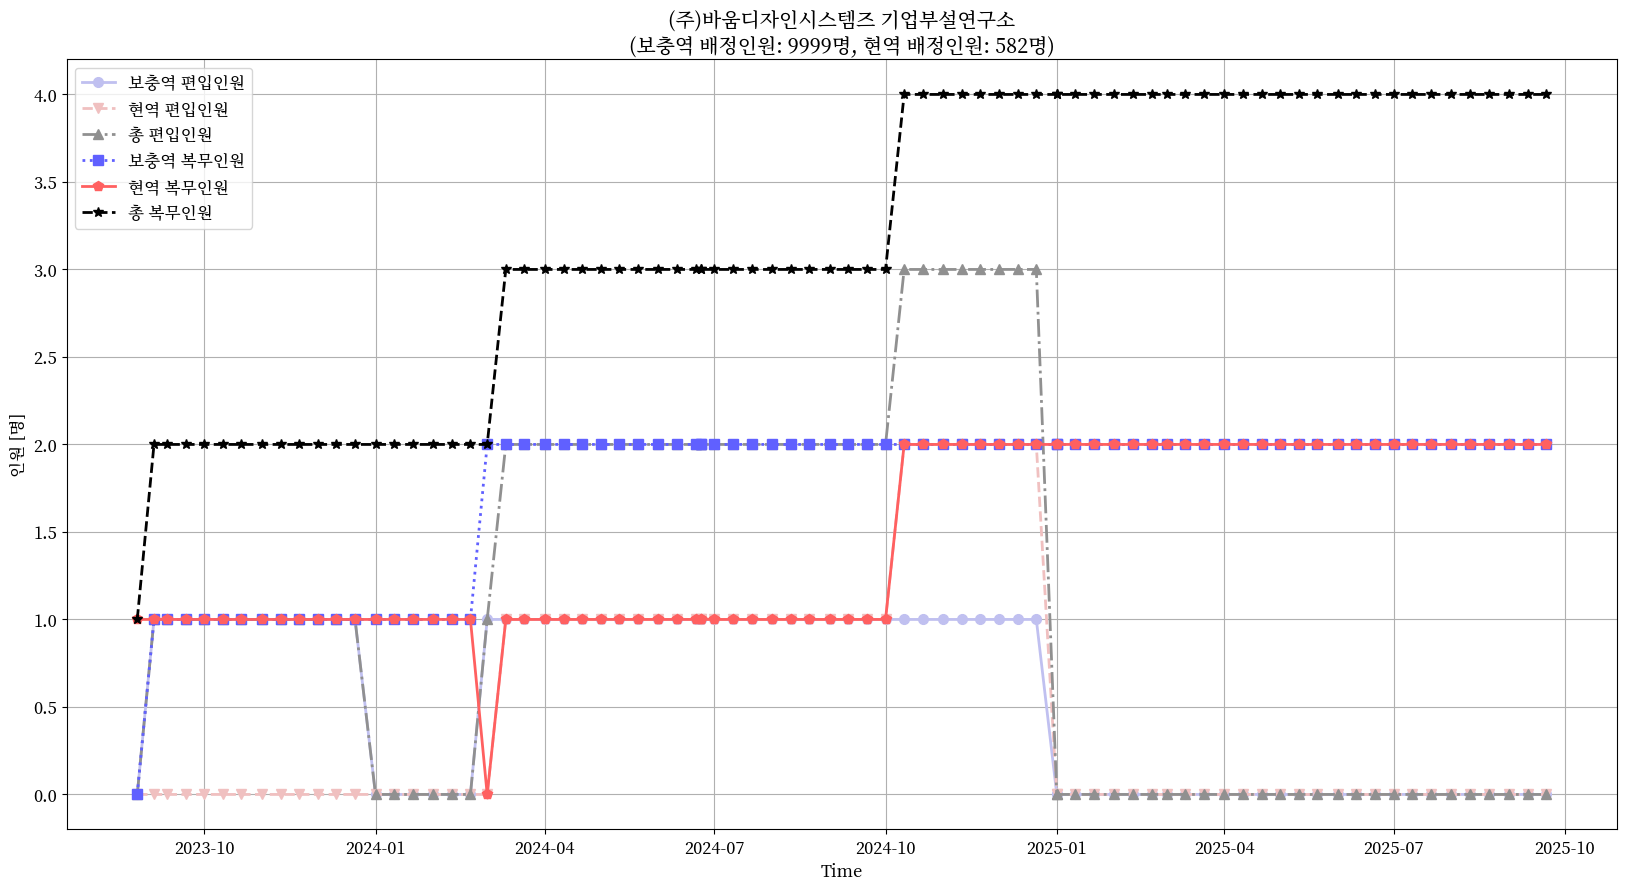 (주)바움디자인시스템즈 기업부설연구소
(보충역 배정인원: 9999명, 현역 배정인원: 582명)
보충역 편입인원
현역 편입인원
총 편입인원
보충역 복무인원
현역 복무인원
총 복무인원
인원 [명]
4.0
3.5
3.0
2.5
2.0
1.5
1.0
0.5
0.0
2023-10
2024-01
2024-04
2024-07
2024-10
2025-01
2025-04
2025-07
2025-10
Time